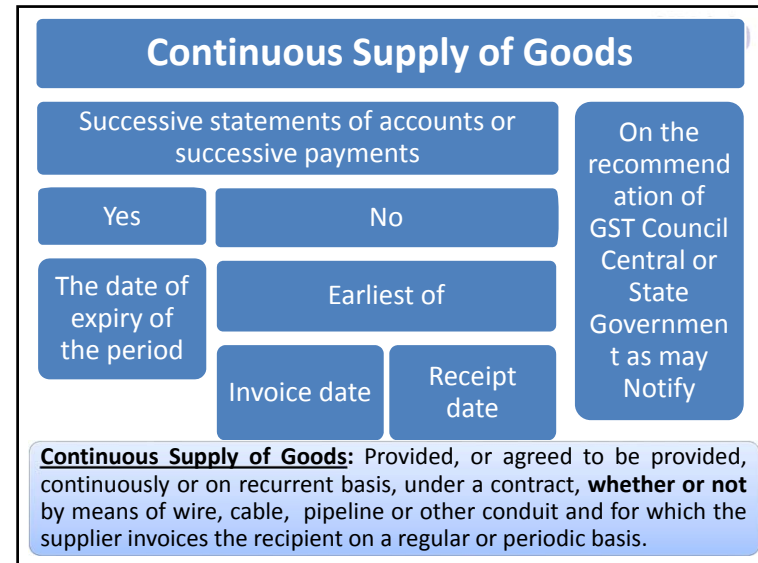 Continuous Supply of Goods
Successive statements of accounts or
successive payments
Yes
No
The date of
expiry of
the period
Earliest of
Invoice date
Receipt
date
On the
recommend
ation of
GST Council
Central or
State
Governmen
t as may
Notify
Continuous Supply of Goods: Provided, or agreed to be provided,
continuously or on recurrent basis, under a contract, whether or not
by means of wire, cable, pipeline or other conduit and for which the
supplier invoices the recipient on a regular or periodic basis.